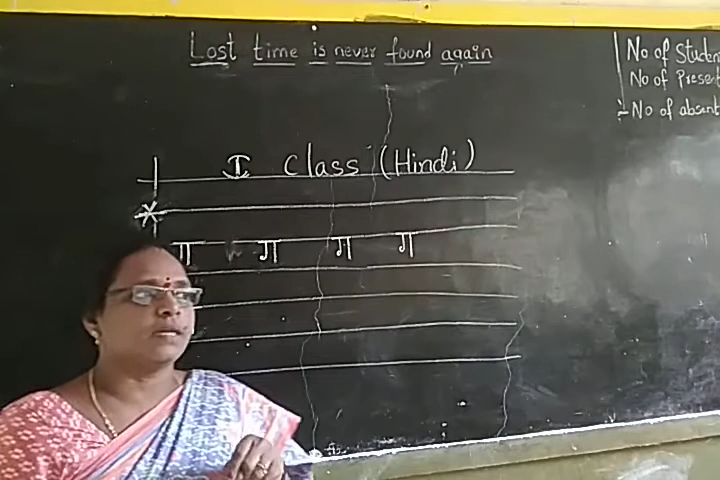 Lost time is never found again
No of Student
No of Present
No of absent
I Class (Hindi)
ग ग ग ग